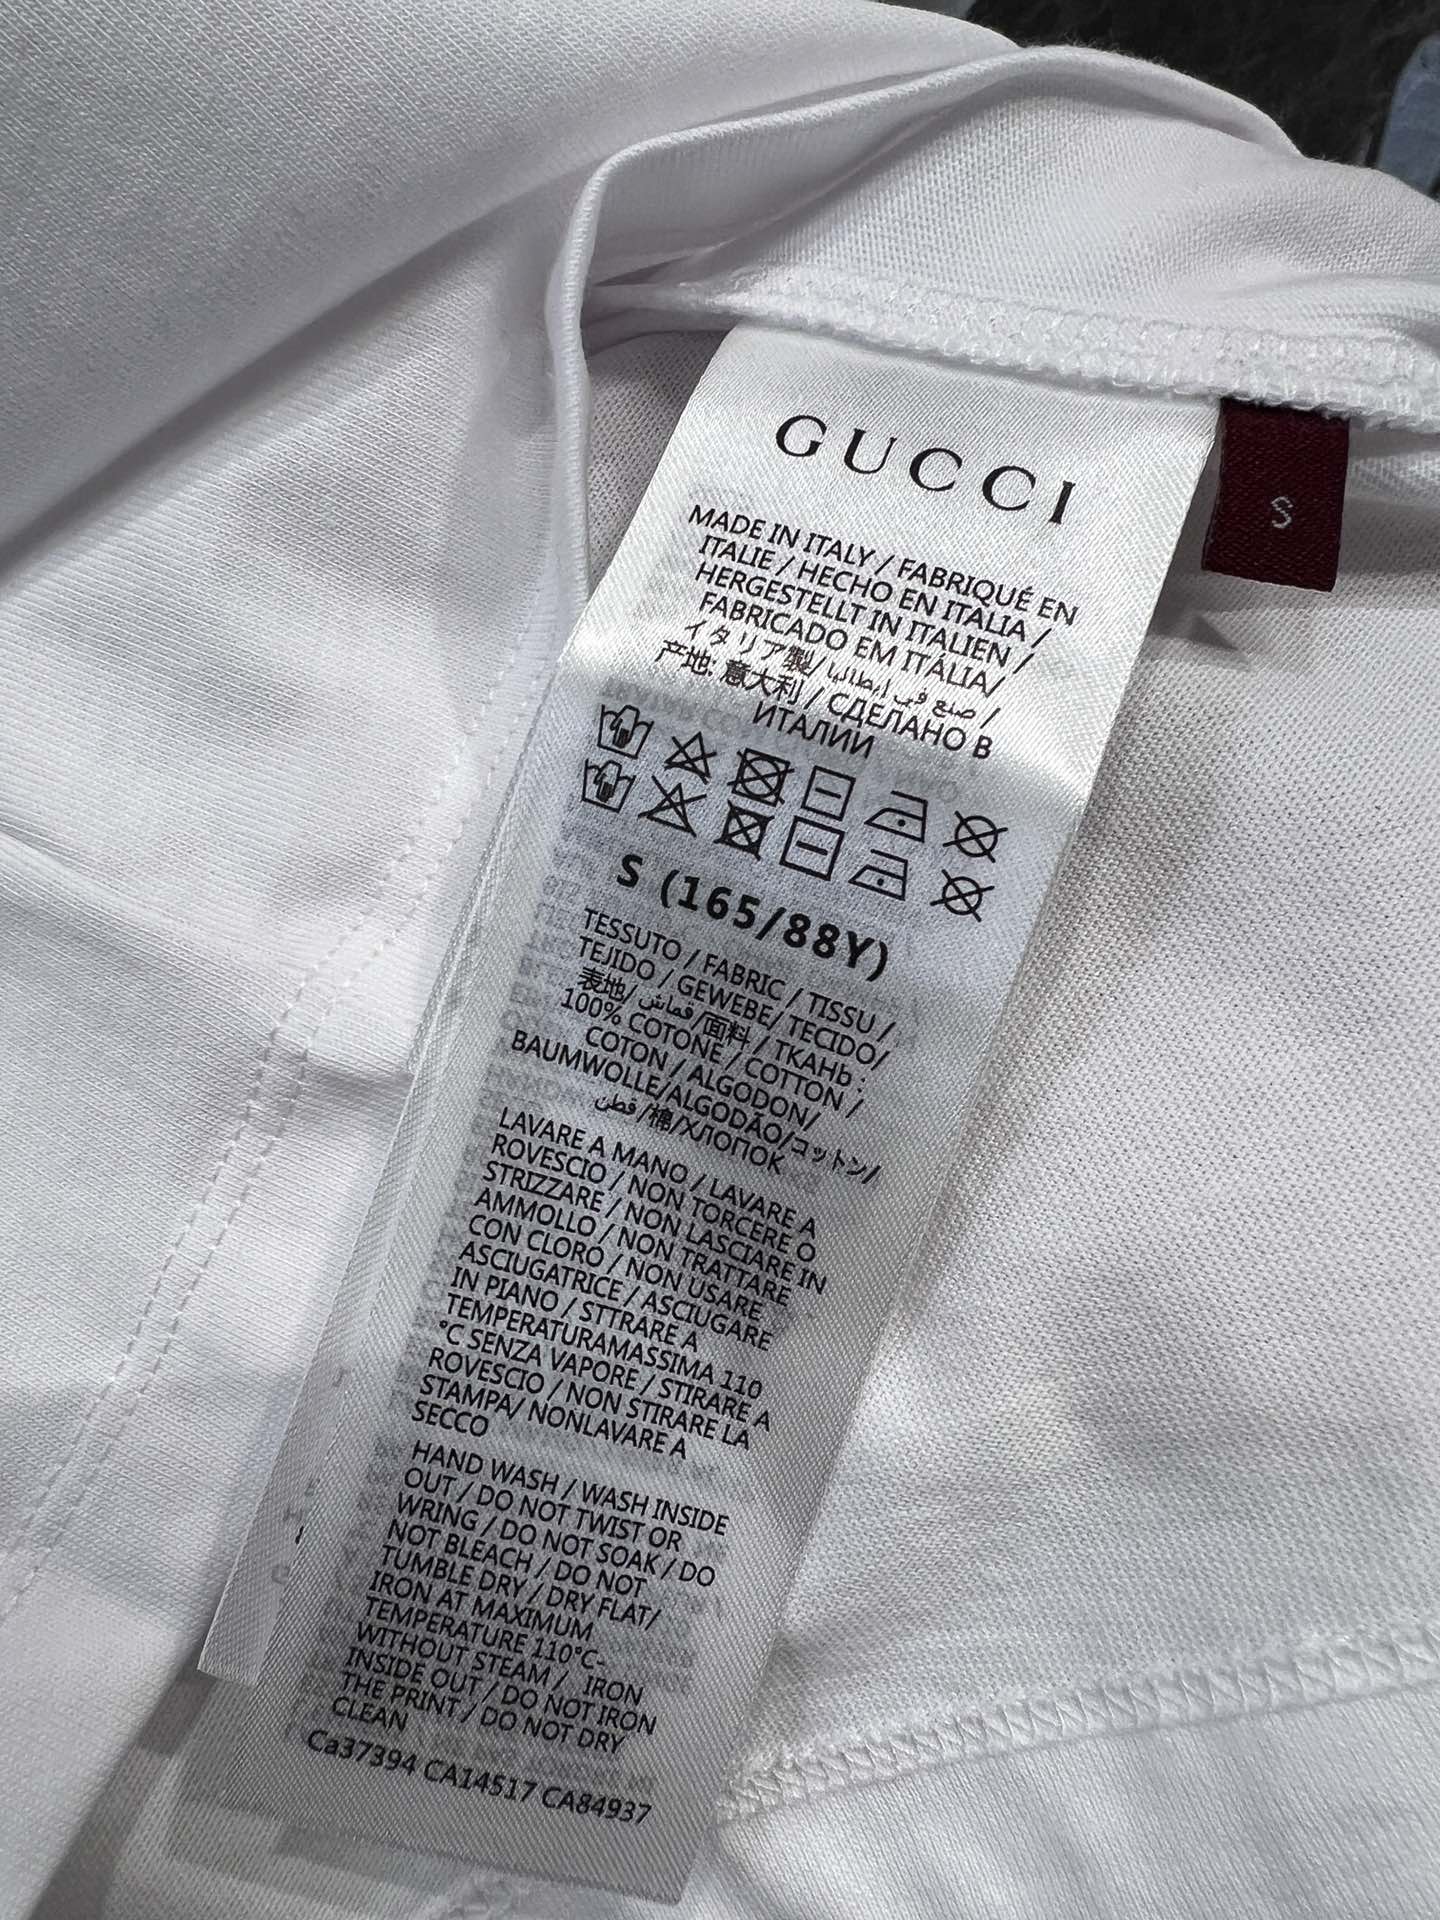 GUCCI
S
MADE IN ITALY / FABRIQUÉ EN
ITALIE / HECHO EN ITALIA /
HERGESTELLT IN ITALIEN /
FABRICADO EM ITÁLIA/
イタリア製/ صنع في إيطاليا /
产地: 意大利 / СДЕЛАНО В
ИТАЛИИ
S (165/88Y)
TESSUTO / FABRIC / TISSU /
TEJIDO / GEWEBE/ TECIDO/
表地/ قماش /面料 / ТКАНЬ :
100% COTONE / COTTON /
COTON / ALGODON/
BAUMWOLLE/ALGODÃO/コットン/
قطن /棉/ХЛОПОК
LAVARE A MANO / LAVARE A
ROVESCIO / NON TORCERE O
STRIZZARE / NON LASCIARE IN
AMMOLLO / NON TRATTARE
CON CLORO / NON USARE
ASCIUGATRICE / ASCIUGARE
IN PIANO / STTRARE A
TEMPERATURAMASSIMA 110
°C SENZA VAPORE / STIRARE A
ROVESCIO / NON STIRARE LA
STAMPA/ NONLAVARE A
SECCO
HAND WASH / WASH INSIDE
OUT / DO NOT TWIST OR
WRING / DO NOT SOAK / DO
NOT BLEACH / DO NOT
TUMBLE DRY / DRY FLAT/
IRON AT MAXIMUM
TEMPERATURE 110°C-
WITHOUT STEAM / IRON
INSIDE OUT / DO NOT IRON
THE PRINT / DO NOT DRY
CLEAN
Ca37394 CA14517 CA84937